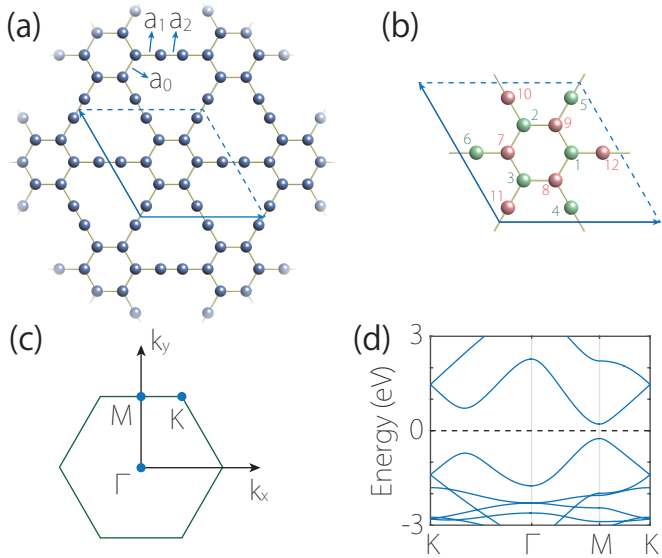 (a)
a1 a2
a0
(b)
10
5
2
9
6
7
1
12
3
8
11
4
(c)
ky
M
K
Γ
kx
(d)
3
0
-3
Energy (eV)
K Γ M K